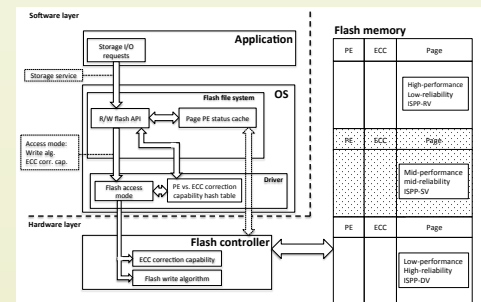 Software layer
Application
Storage I/O
requests
Storage service
OS
Flash file system
R/W flash API
Page PE status cache
Access mode:
Write alg.
ECC corr. cap.
Driver
Flash access
mode
PE vs. ECC correction
capability hash table
Hardware layer
Flash controller
ECC correction capability
Flash write algorithm
Flash memory
PE ECC Page
High-performance
Low-reliability
ISPP-RV
PE ECC Page
Mid-performance
mid-reliability
ISPP-SV
PE ECC Page
Low-performance
High-reliability
ISPP-DV